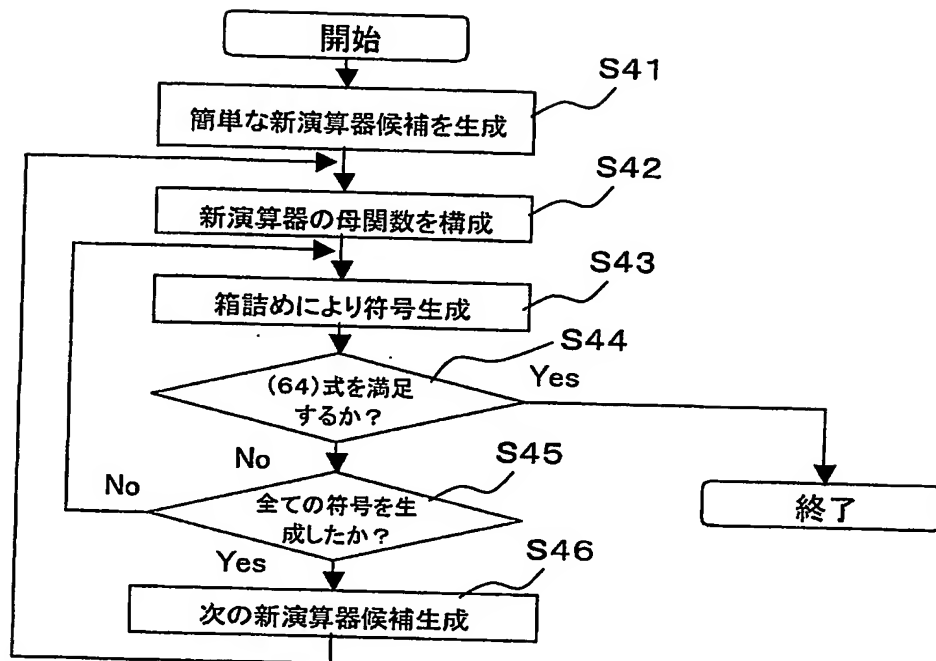 開始
S41
簡単な新演算器候補を生成
S42
新演算器の母関数を構成
S43
箱詰めにより符号生成
S44
(64)式を満足
するか?
Yes
No
S45
No
全ての符号を生
成したか?
終了
Yes
S46
次の新演算器候補生成